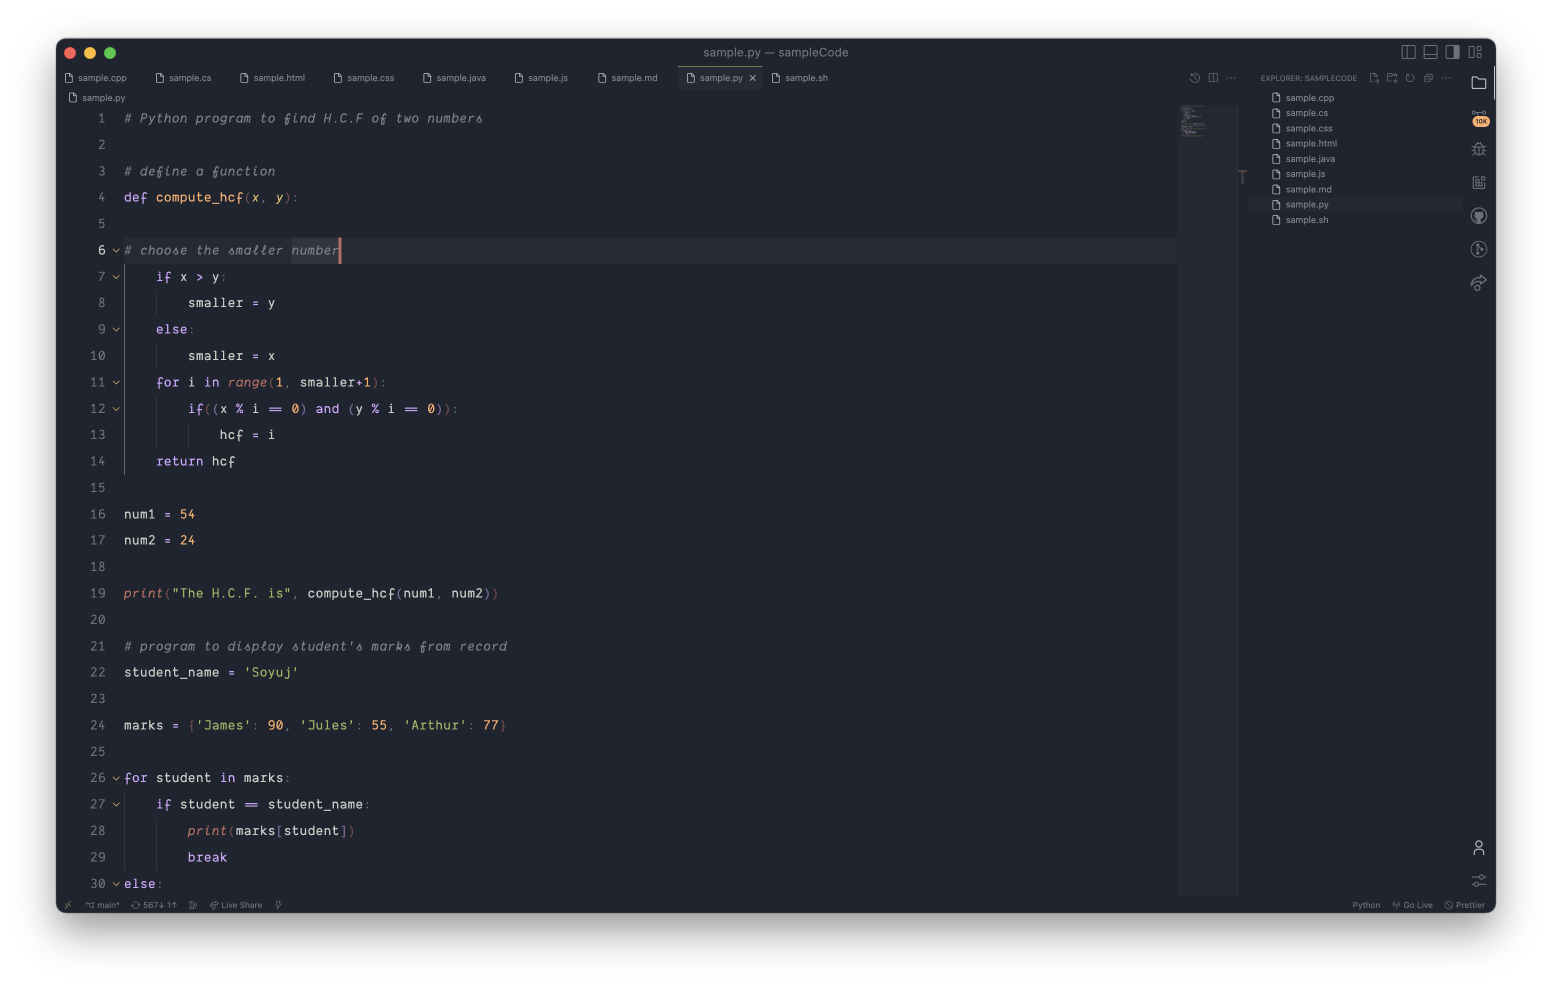 sample.py — sampleCode
sample.cpp sample.cs sample.html sample.css sample.java sample.js sample.md sample.py sample.sh
sample.py
1 # Python program to find H.C.F of two numbers
2
3 # define a function
4 def compute_hcf(x, y):
5
6 # choose the smaller number
7     if x > y:
8         smaller = y
9     else:
10         smaller = x
11     for i in range(1, smaller+1):
12         if((x % i == 0) and (y % i == 0)):
13             hcf = i
14     return hcf
15
16 num1 = 54
17 num2 = 24
18
19 print("The H.C.F. is", compute_hcf(num1, num2))
20
21 # program to display student's marks from record
22 student_name = 'Soyuj'
23
24 marks = {'James': 90, 'Jules': 55, 'Arthur': 77}
25
26 for student in marks:
27     if student == student_name:
28         print(marks[student])
29         break
30 else:
EXPLORER: SAMPLECODE
sample.cpp
sample.cs
sample.css
sample.html
sample.java
sample.js
sample.md
sample.py
sample.sh
10K
main* 567↓ 1↑ Live Share Python Go Live Prettier